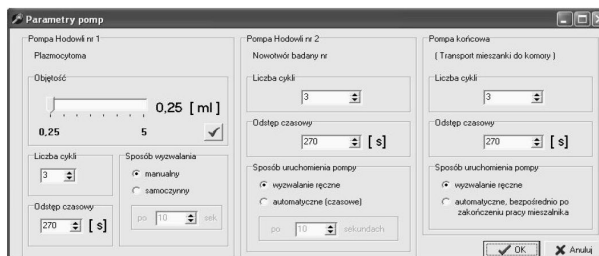 Parametry pomp
Pompa Hodowli nr 1
Plazmocytoma
Objętość
0,25 [ ml ]
0,25 5
Liczba cykli
3
Odstęp czasowy
270 [ s ]
Sposób wyzwalania
manualny
samoczynny
po 10 sek
Pompa Hodowli nr 2
Nowotwór badany nr
Liczba cykli
3
Odstęp czasowy
270 [ s ]
Sposób uruchomienia pompy
wyzwalanie ręczne
automatyczne (czasowe)
po 10 sekundach
Pompa końcowa
( Transport mieszanki do komory )
Liczba cykli
3
Odstęp czasowy
270 [ s ]
Sposób uruchomienia pompy
wyzwalanie ręczne
automatyczne, bezpośrednio po
zakończeniu pracy mieszalnika
OK Anuluj